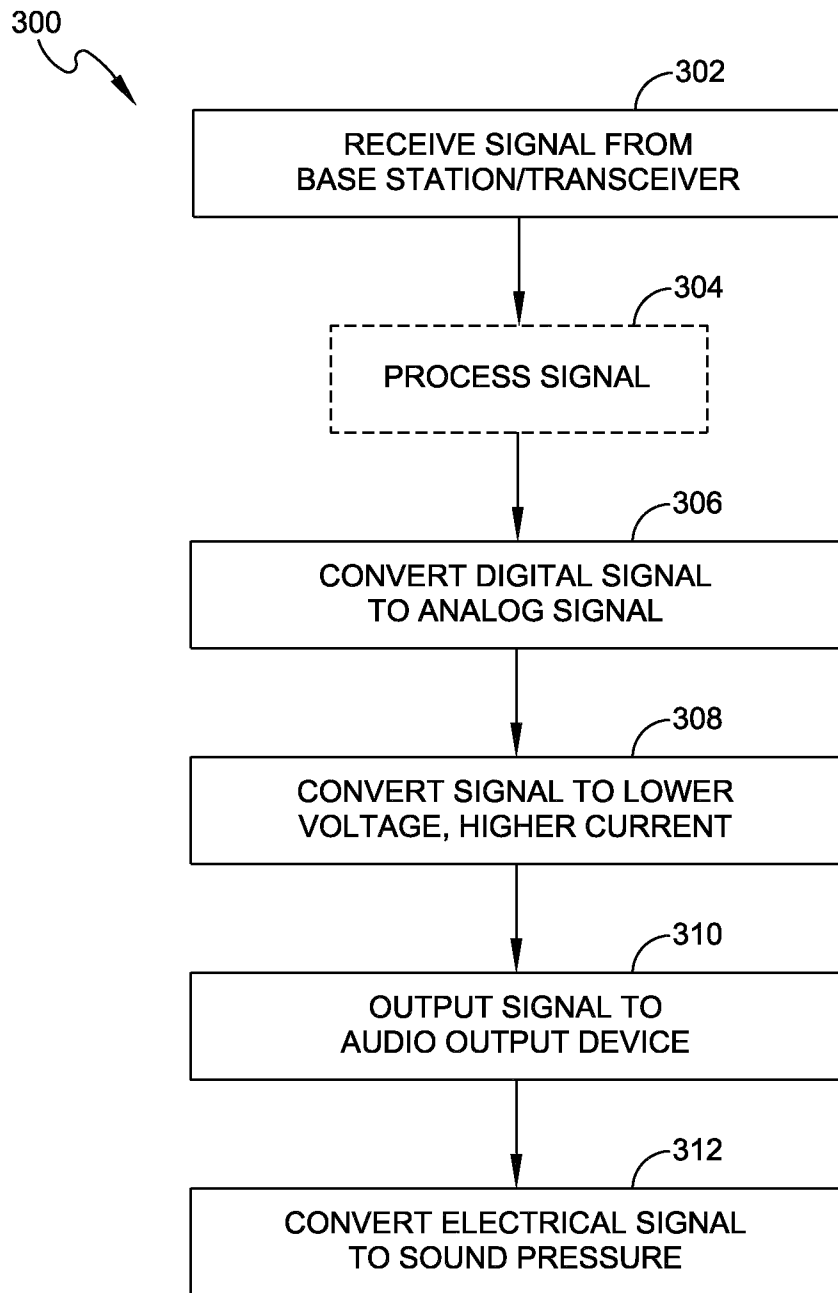 300
302
RECEIVE SIGNAL FROM
BASE STATION/TRANSCEIVER
304
PROCESS SIGNAL
306
CONVERT DIGITAL SIGNAL
TO ANALOG SIGNAL
308
CONVERT SIGNAL TO LOWER
VOLTAGE, HIGHER CURRENT
310
OUTPUT SIGNAL TO
AUDIO OUTPUT DEVICE
312
CONVERT ELECTRICAL SIGNAL
TO SOUND PRESSURE